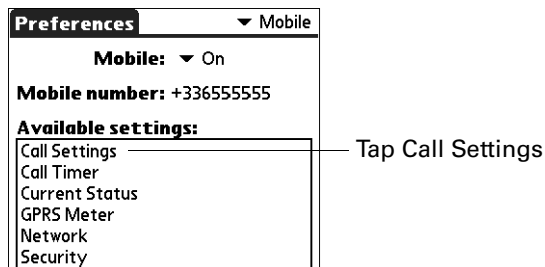 Preferences Mobile
Mobile: On
Mobile number: +336555555
Available settings:
Call Settings Tap Call Settings
Call Timer
Current Status
GPRS Meter
Network
Security